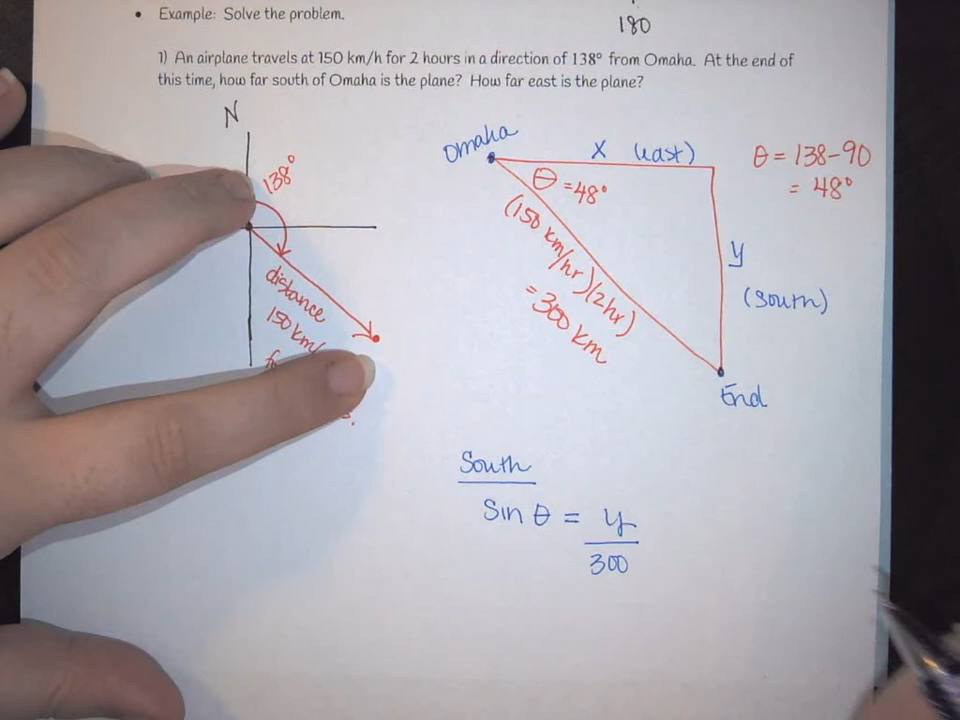 • Example: Solve the problem.
180
1) An airplane travels at 150 km/h for 2 hours in a direction of 138° from Omaha. At the end of
this time, how far south of Omaha is the plane? How far east is the plane?
N
138°
distance
150 km/
Omaha
x (east)
θ = 48°
(150 km/hr)(2hr)
= 300 km
y
(south)
End
θ = 138-90
= 48°
South
Sin θ = y
300